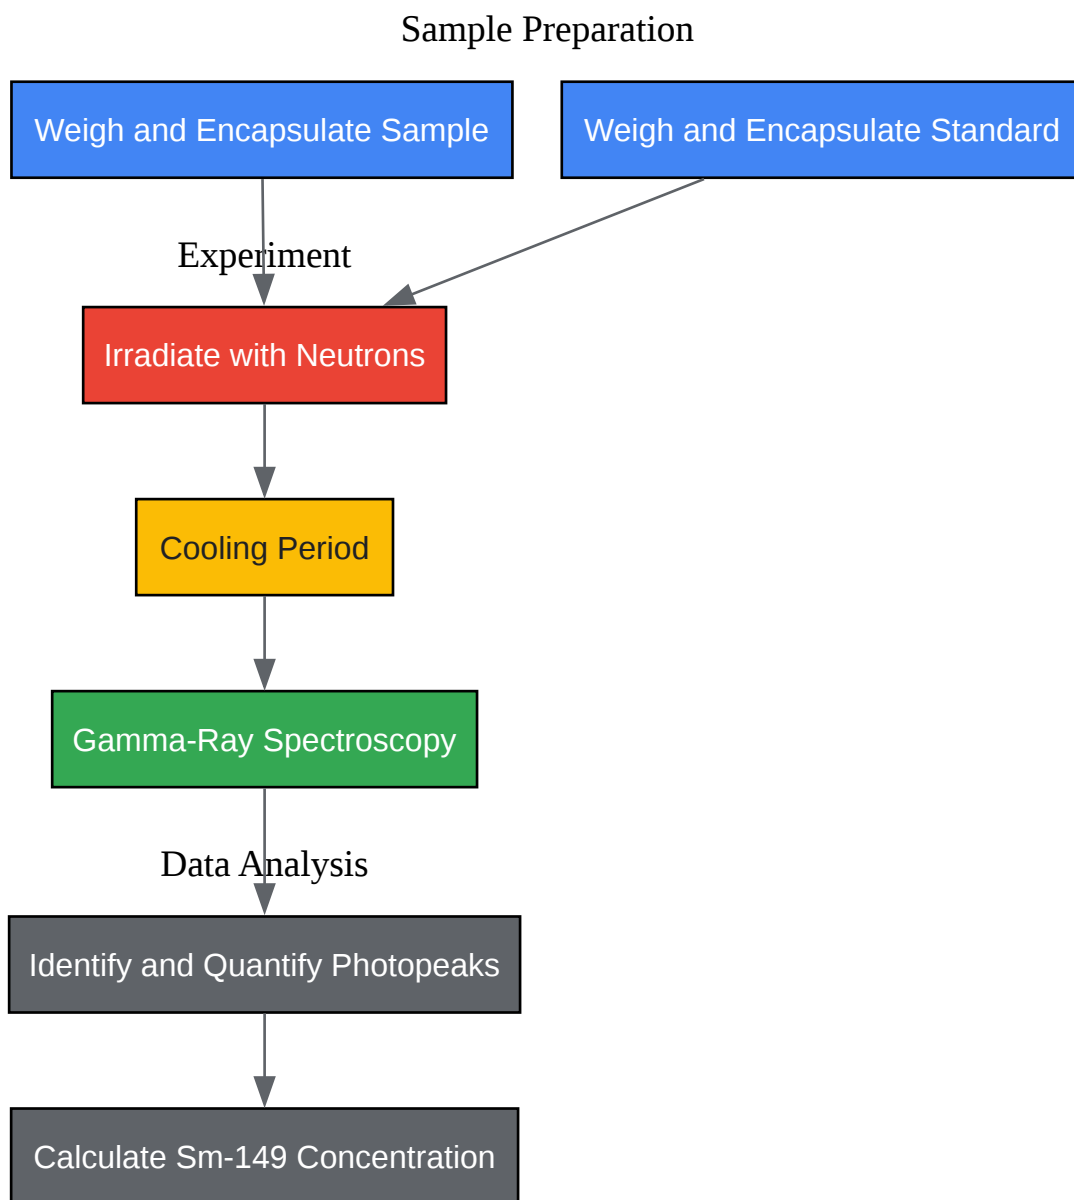 Sample Preparation
Weigh and Encapsulate Sample
Weigh and Encapsulate Standard
Experiment
Irradiate with Neutrons
Cooling Period
Gamma-Ray Spectroscopy
Data Analysis
Identify and Quantify Photopeaks
Calculate Sm-149 Concentration